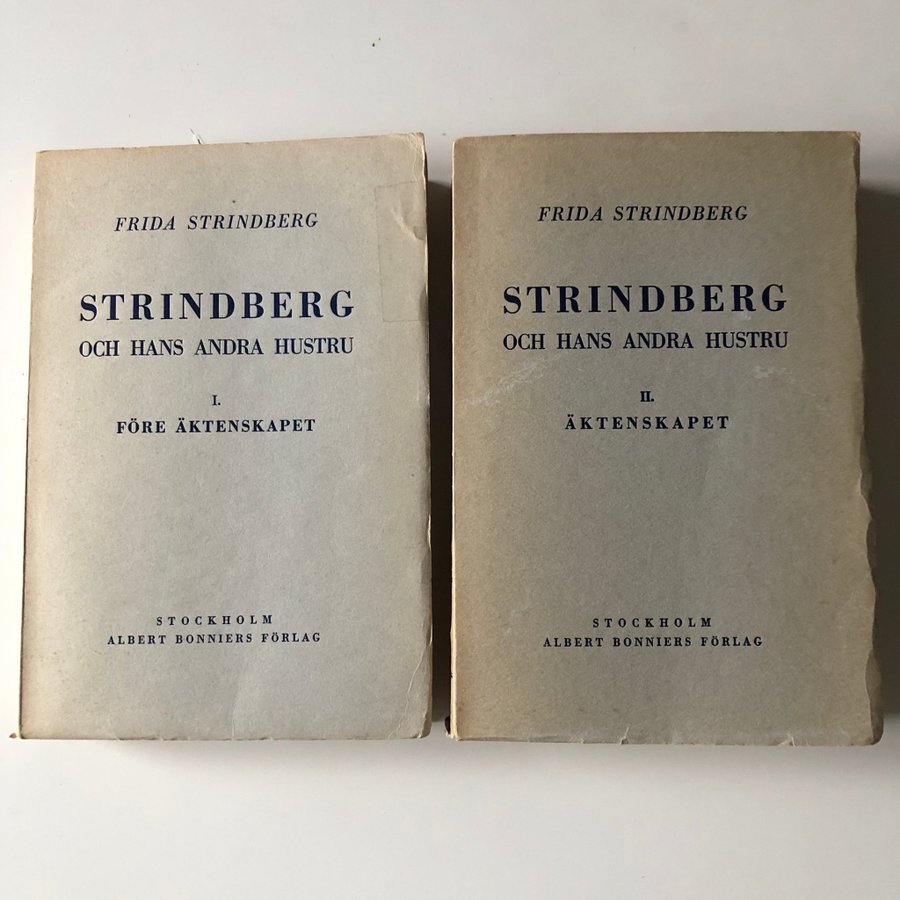 FRIDA STRINDBERG
STRINDBERG
OCH HANS ANDRA HUSTRU
I.
FÖRE ÄKTENSKAPET
STOCKHOLM
ALBERT BONNIERS FÖRLAG
FRIDA STRINDBERG
STRINDBERG
OCH HANS ANDRA HUSTRU
II.
ÄKTENSKAPET
STOCKHOLM
ALBERT BONNIERS FÖRLAG